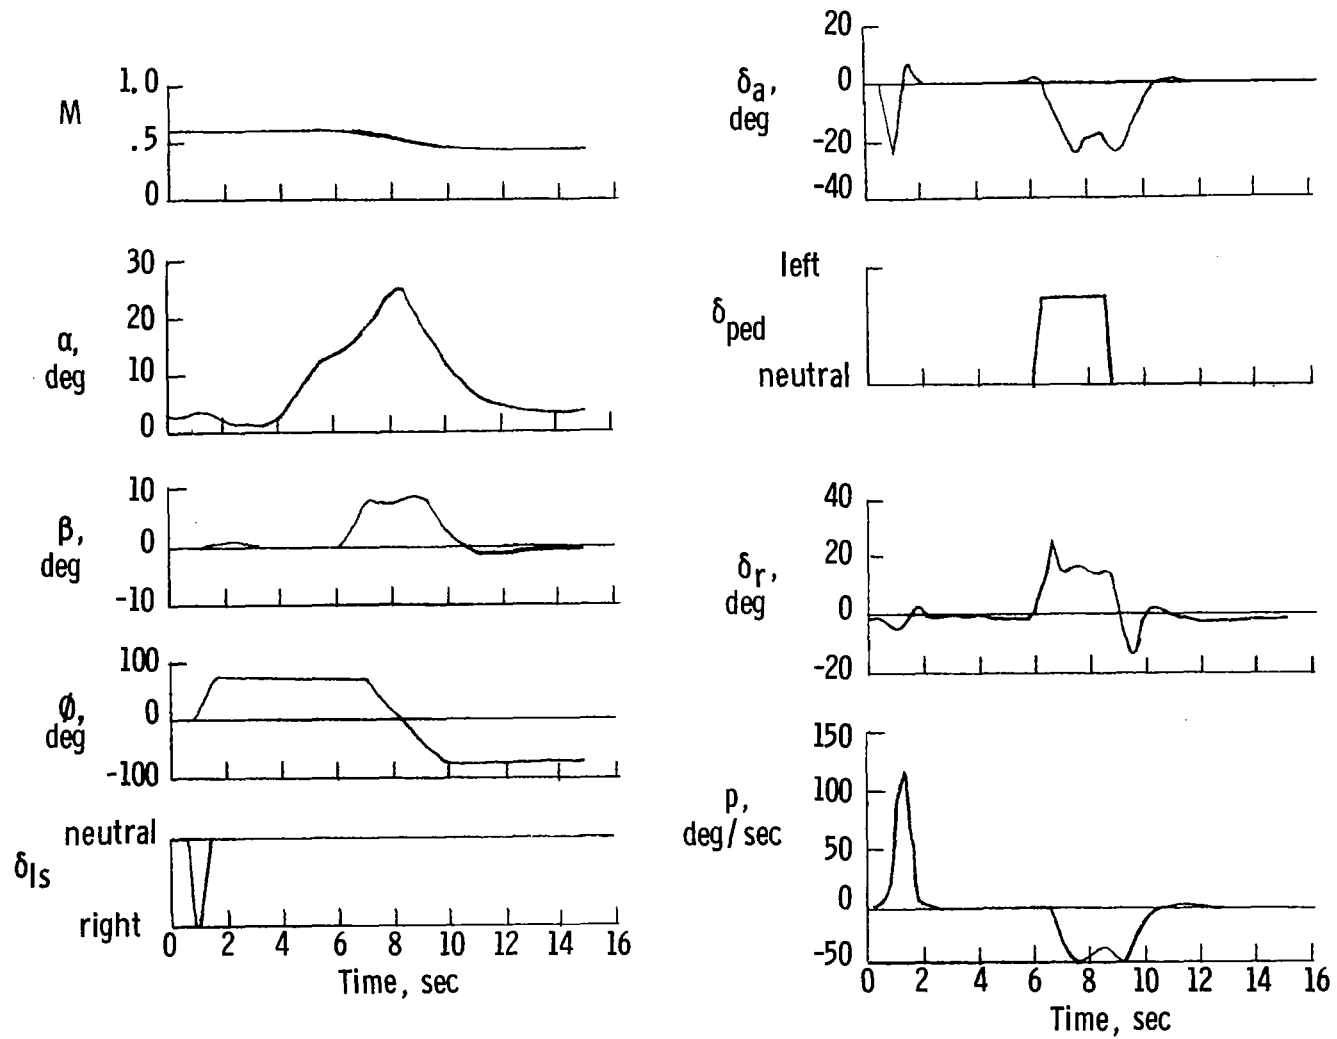 M
1.0
.5
0
α,
deg
30
20
10
0
β,
deg
10
0
-10
ϕ,
deg
100
0
-100
δls
neutral
right
0 2 4 6 8 10 12 14 16
Time, sec
δa,
deg
20
0
-20
-40
δped
left
neutral
δr,
deg
40
20
0
-20
p,
deg/sec
150
100
50
0
-50
0 2 4 6 8 10 12 14 16
Time, sec